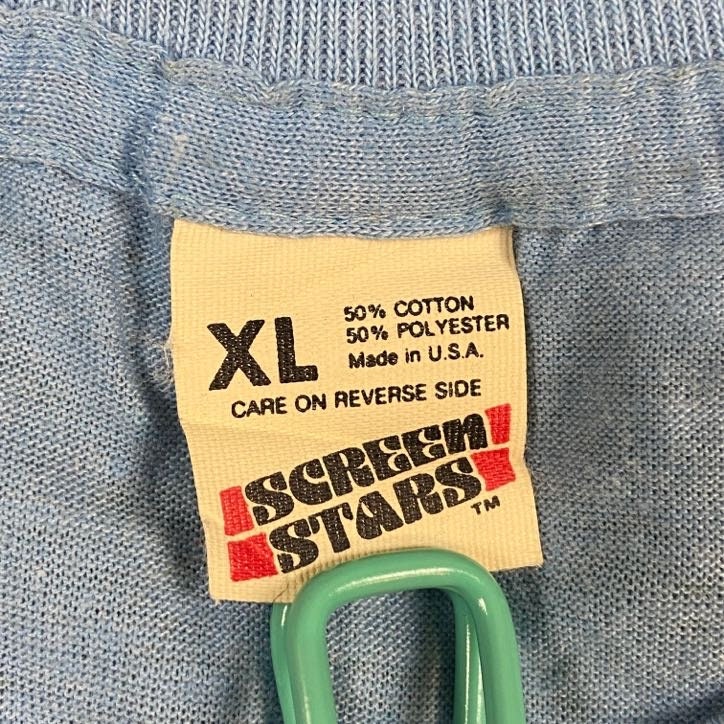 XL
50% COTTON
50% POLYESTER
Made in U.S.A.
CARE ON REVERSE SIDE
SCREEN
STARS TM